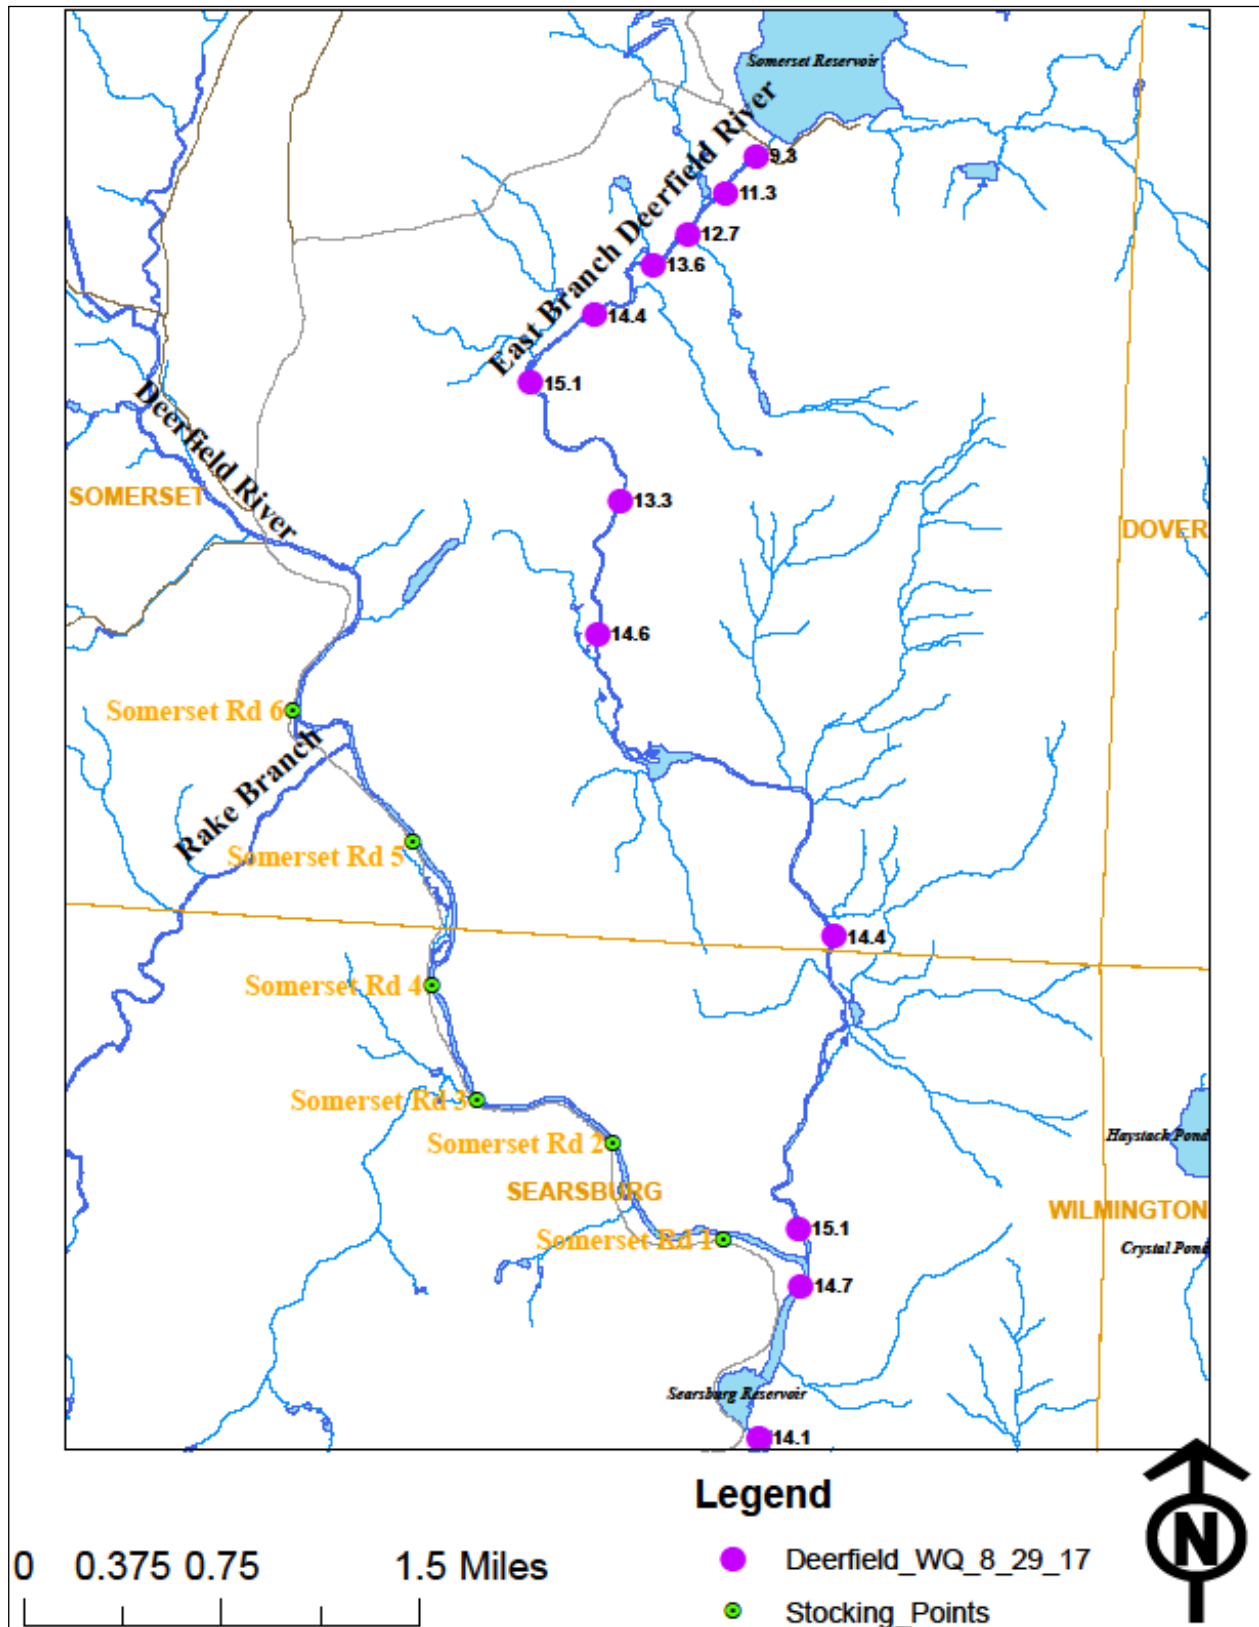 Somerset Reservoir
East Branch Deerfield River
9.3
11.3
12.7
13.6
14.4
15.1
Deerfield River
SOMERSET
13.3
DOVER
14.6
Somerset Rd 6
Rake Branch
Somerset Rd 5
14.4
Somerset Rd 4
Somerset Rd 3
Haystack Pond
Somerset Rd 2
SEARSBURG
WILMINGTON
15.1
Somerset Rd 1
Crystal Pond
14.7
Searsburg Reservoir
14.1
Legend
N
0 0.375 0.75 1.5 Miles
Deerfield_WQ_8_29_17
Stocking_Points